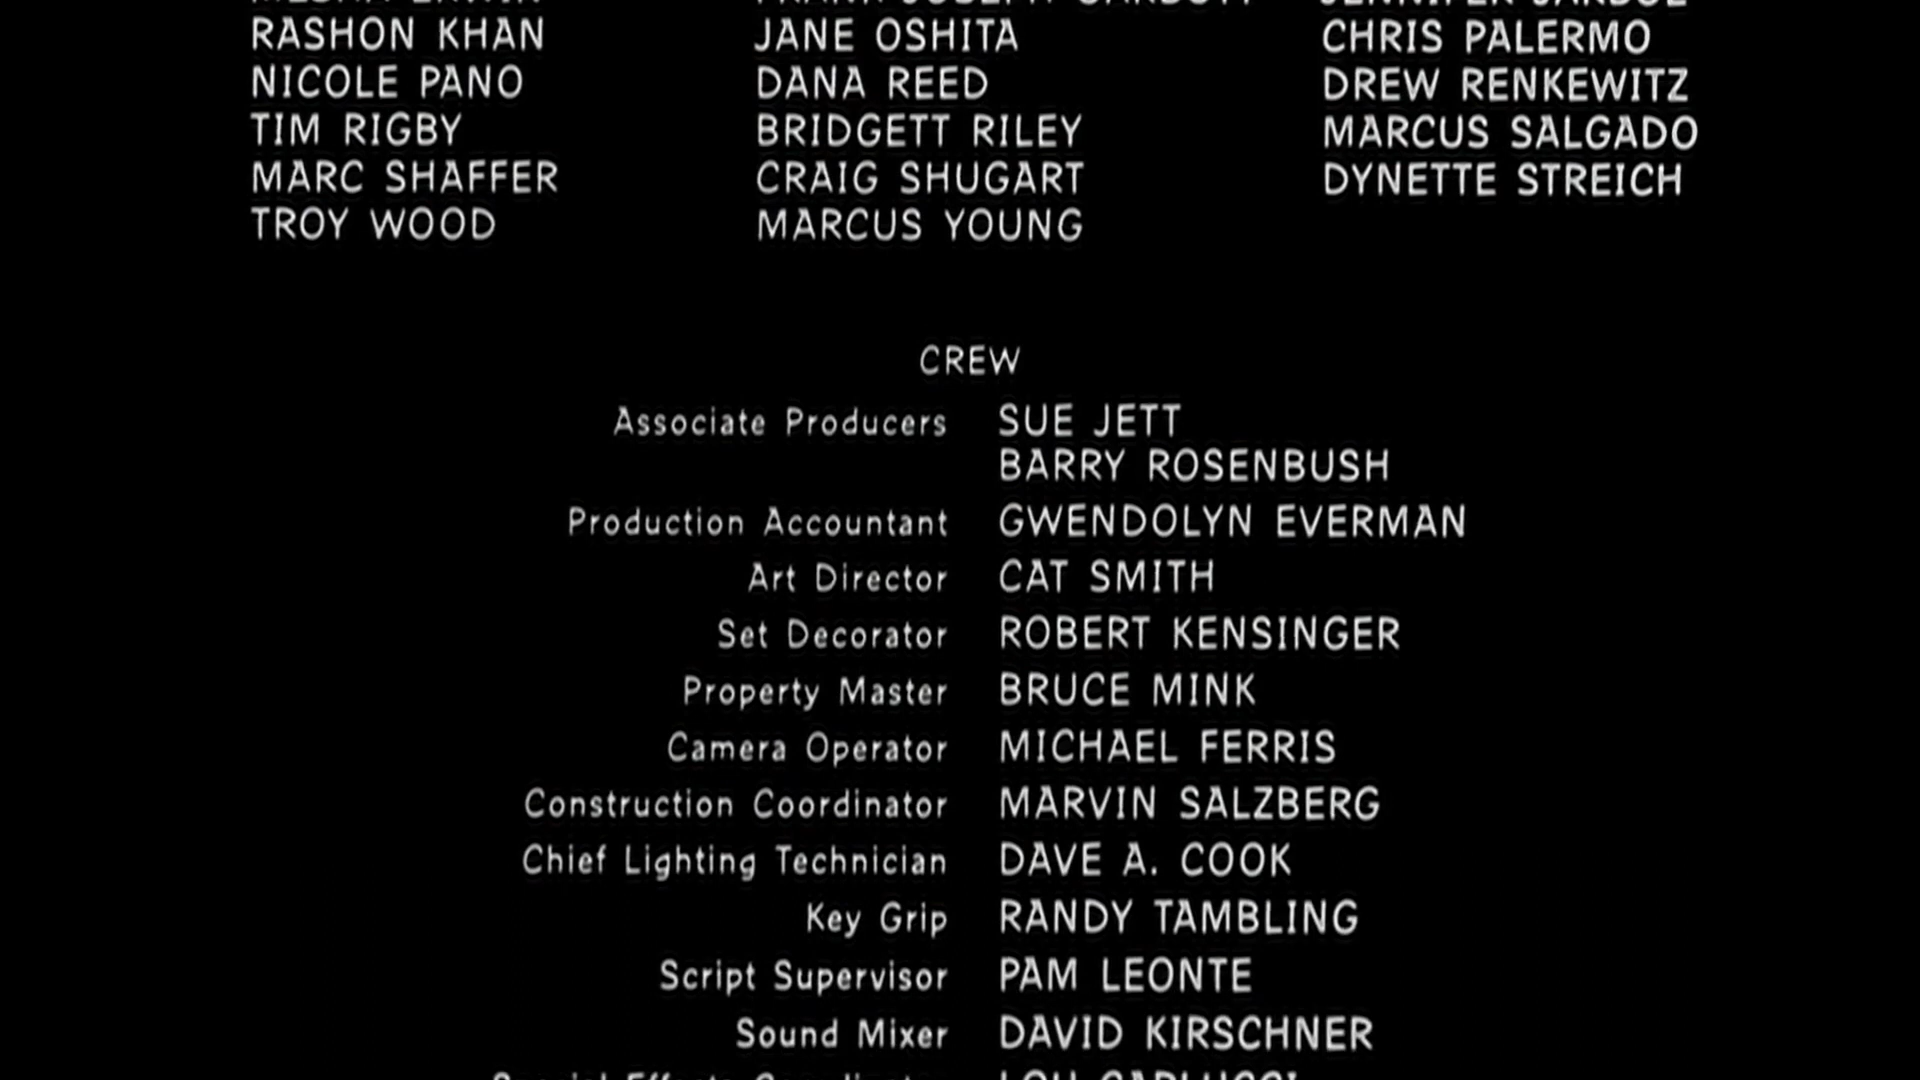 RASHON KHAN JANE OSHITA CHRIS PALERMO
NICOLE PANO DANA REED DREW RENKEWITZ
TIM RIGBY BRIDGETT RILEY MARCUS SALGADO
MARC SHAFFER CRAIG SHUGART DYNETTE STREICH
TROY WOOD MARCUS YOUNG
CREW
Associate Producers SUE JETT
BARRY ROSENBUSH
Production Accountant GWENDOLYN EVERMAN
Art Director CAT SMITH
Set Decorator ROBERT KENSINGER
Property Master BRUCE MINK
Camera Operator MICHAEL FERRIS
Construction Coordinator MARVIN SALZBERG
Chief Lighting Technician DAVE A. COOK
Key Grip RANDY TAMBLING
Script Supervisor PAM LEONTE
Sound Mixer DAVID KIRSCHNER